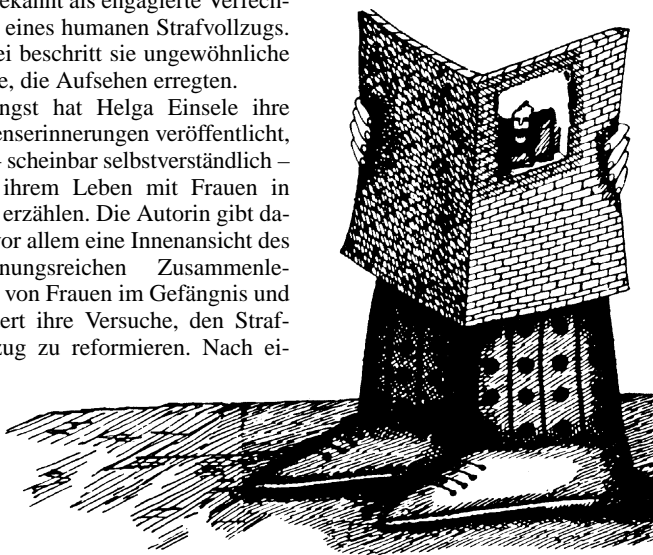 ekannt als engagierte Verfech-
eines humanen Strafvollzugs.
ei beschritt sie ungewöhnliche
e, die Aufsehen erregten.
ngst hat Helga Einsele ihre
enserinnerungen veröffentlicht,
– scheinbar selbstverständlich –
ihrem Leben mit Frauen in
erzählen. Die Autorin gibt da-
vor allem eine Innenansicht des
nungsreichen Zusammenle-
von Frauen im Gefängnis und
ert ihre Versuche, den Straf-
zug zu reformieren. Nach ei-